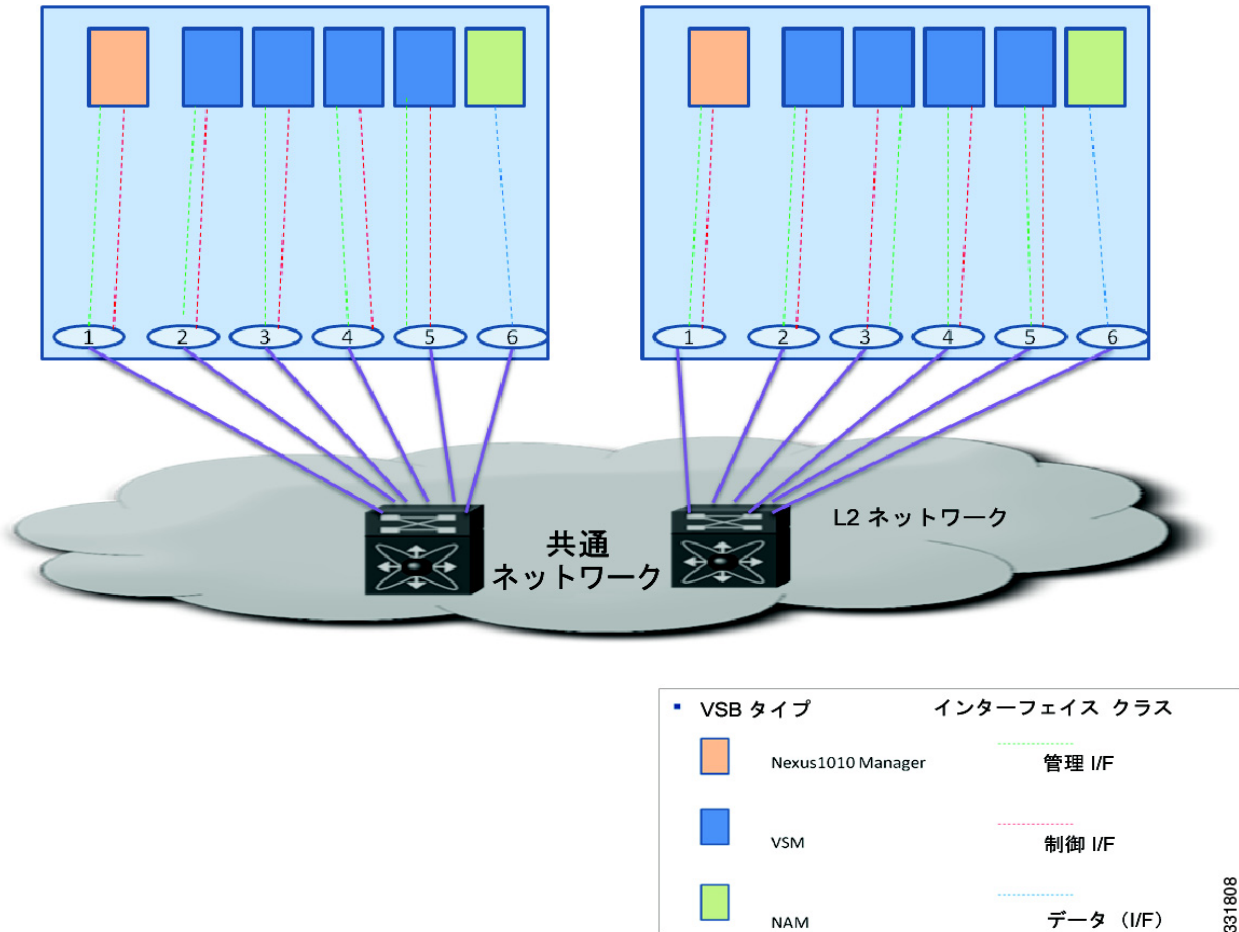 1 2 3 4 5 6
1 2 3 4 5 6
共通
ネットワーク
L2 ネットワーク
VSB タイプ
インターフェイス クラス
Nexus1010 Manager
管理 I/F
VSM
制御 I/F
NAM
データ（I/F）
331808